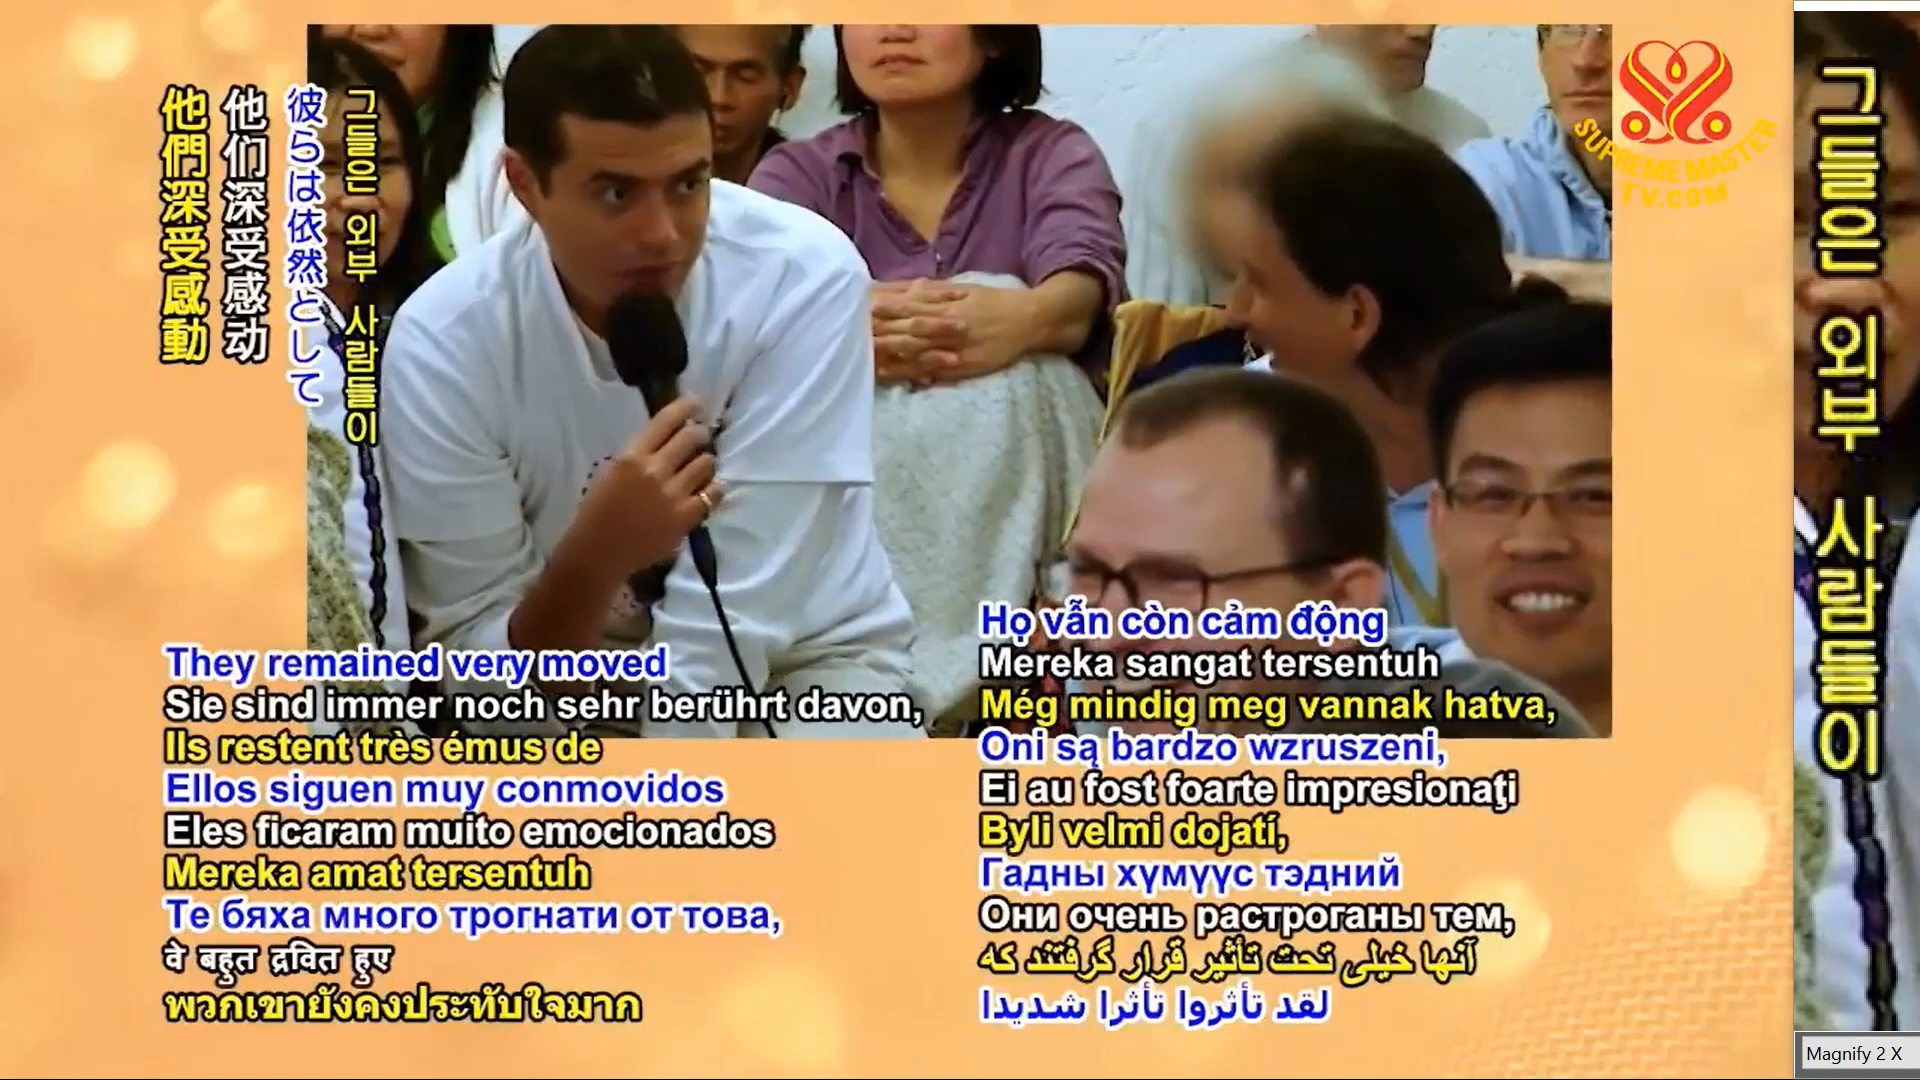 他們深受感動
他们深受感动
彼らは依然として
그들은 외부 사람들이
SUPREME MASTER
TV.COM
They remained very moved
Sie sind immer noch sehr berührt davon,
Ils restent très émus de
Ellos siguen muy conmovidos
Eles ficaram muito emocionados
Mereka amat tersentuh
Те бяха много трогнати от това,
वे बहुत द्रवित हुए
พวกเขายังคงประทับใจมาก
Họ vẫn còn cảm động
Mereka sangat tersentuh
Még mindig meg vannak hatva,
Oni są bardzo wzruszeni,
Ei au fost foarte impresionaţi
Byli velmi dojatí,
Гадны хүмүүс тэдний
Они очень растроганы тем,
آنها خیلی تحت تأثیر قرار گرفتند که
لقد تأثروا تأثرا شديدا
그들은 외부 사람들이
Magnify 2 X